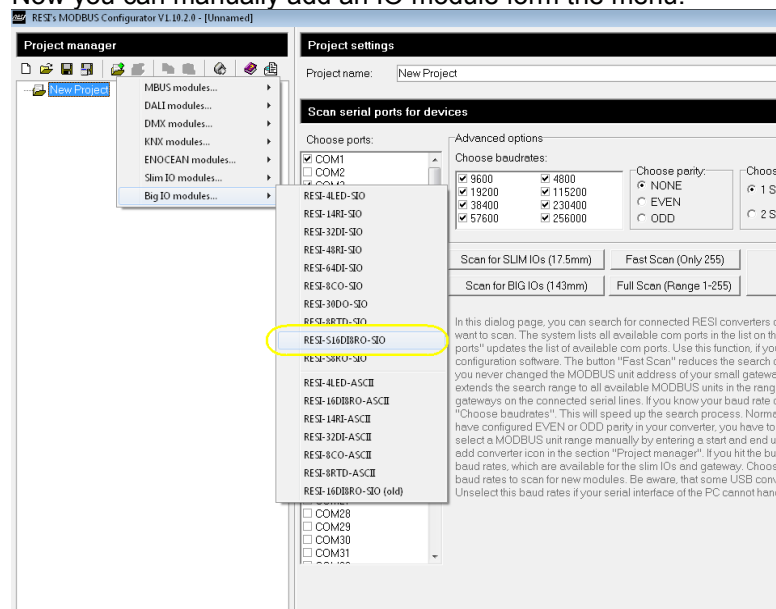 Now you can manually add an IO module form the menu:
RESI's MODBUS Configurator V1.10.2.0 - [Unnamed]
Project manager
New Project
MBUS modules...
DALI modules...
DMX modules...
KNX modules...
ENOCEAN modules...
Slim IO modules...
Big IO modules...
RESI-4LED-SIO
RESI-14RI-SIO
RESI-32DI-SIO
RESI-48RI-SIO
RESI-64DI-SIO
RESI-8CO-SIO
RESI-30DO-SIO
RESI-8RTD-SIO
RESI-S16DI8RO-SIO
RESI-S8RO-SIO
RESI-4LED-ASCII
RESI-16DI8RO-ASCII
RESI-14RI-ASCII
RESI-32DI-ASCII
RESI-8CO-ASCII
RESI-8RTD-ASCII
RESI-16DI8RO-SIO (old)
Project settings
Project name: New Project
Scan serial ports for devices
Choose ports:
COM1
COM2
COM28
COM29
COM30
COM31
Advanced options
Choose baudrates:
9600 4800
19200 115200
38400 230400
57600 256000
Choose parity:
NONE
EVEN
ODD
Choos
1 S
2 S
Scan for SLIM IOs (17.5mm) Fast Scan (Only 255)
Scan for BIG IOs (143mm) Full Scan (Range 1-255)
In this dialog page, you can search for connected RESI converters
want to scan. The system lists all available com ports in the list on th
ports" updates the list of available com ports. Use this function, if yo
configuration software. The button "Fast Scan" reduces the search
you never changed the MODBUS unit address of your small gatewa
extends the search range to all available MODBUS units in the rang
gateways on the connected serial lines. If you know your baud rate
"Choose baudrates". This will speed up the search process. Norma
have configured EVEN or ODD parity in your converter, you have to
select a MODBUS unit range manually by entering a start and end u
add converter icon in the section "Project manager". If you hit the bu
baud rates, which are available for the slim IOs and gateway. Choos
baud rates to scan for new modules. Be aware, that some USB conv
Unselect this baud rates if your serial interface of the PC cannot han